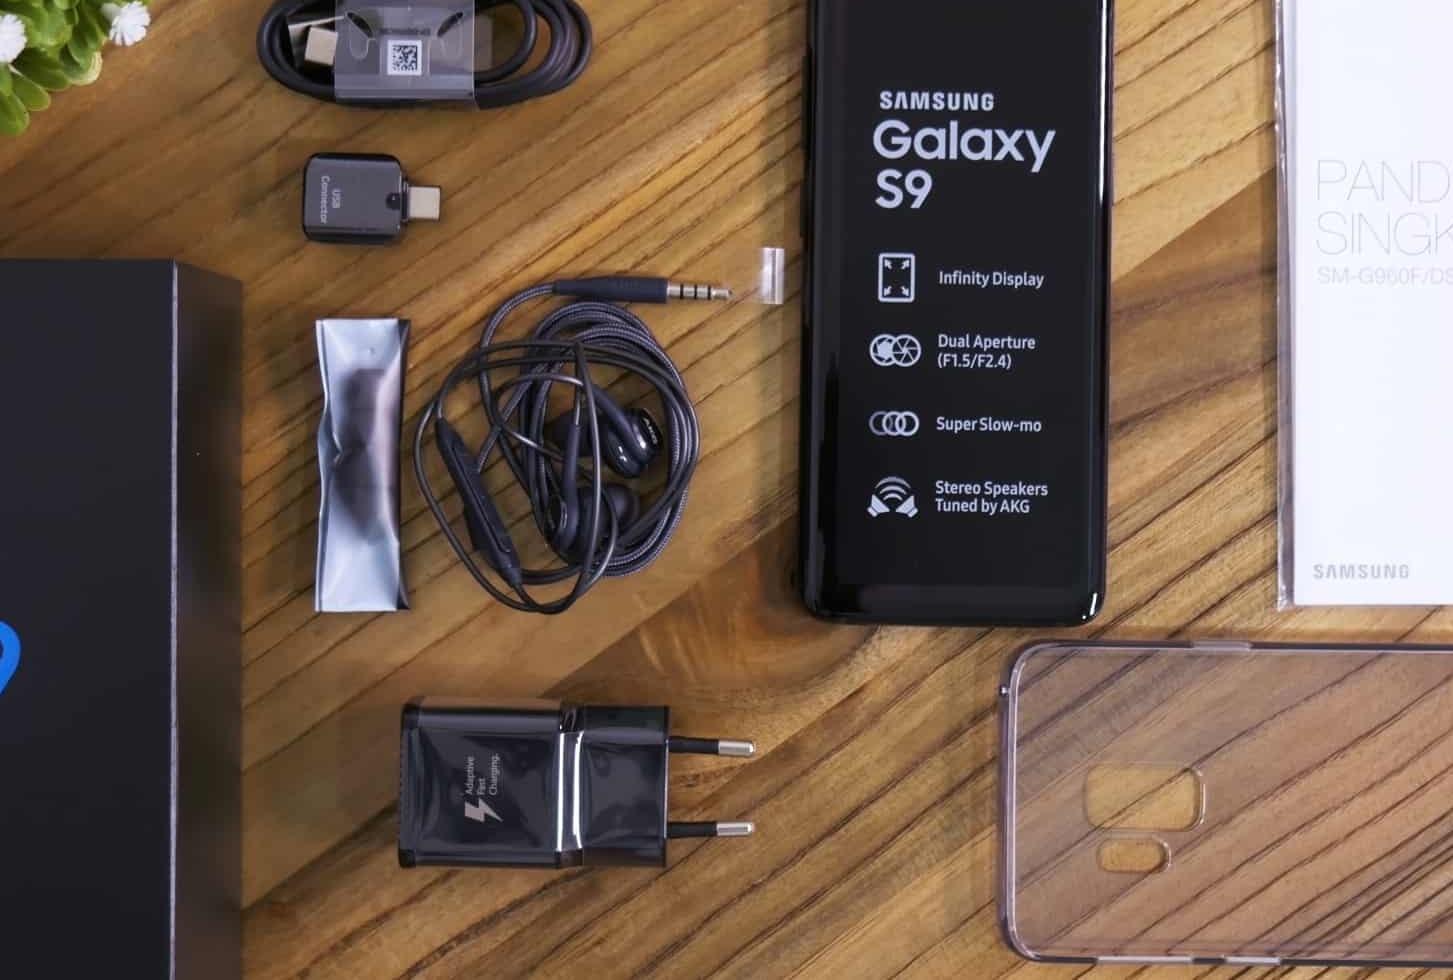 SAMSUNG
Galaxy
S9
Infinity Display
Dual Aperture
(F1.5/F2.4)
Super Slow-mo
Stereo Speakers
Tuned by AKG
USB
Connector
AKG
Adaptive
Fast
Charging.
PAND
SINGK
SM-G960F/DS
SAMSUNG